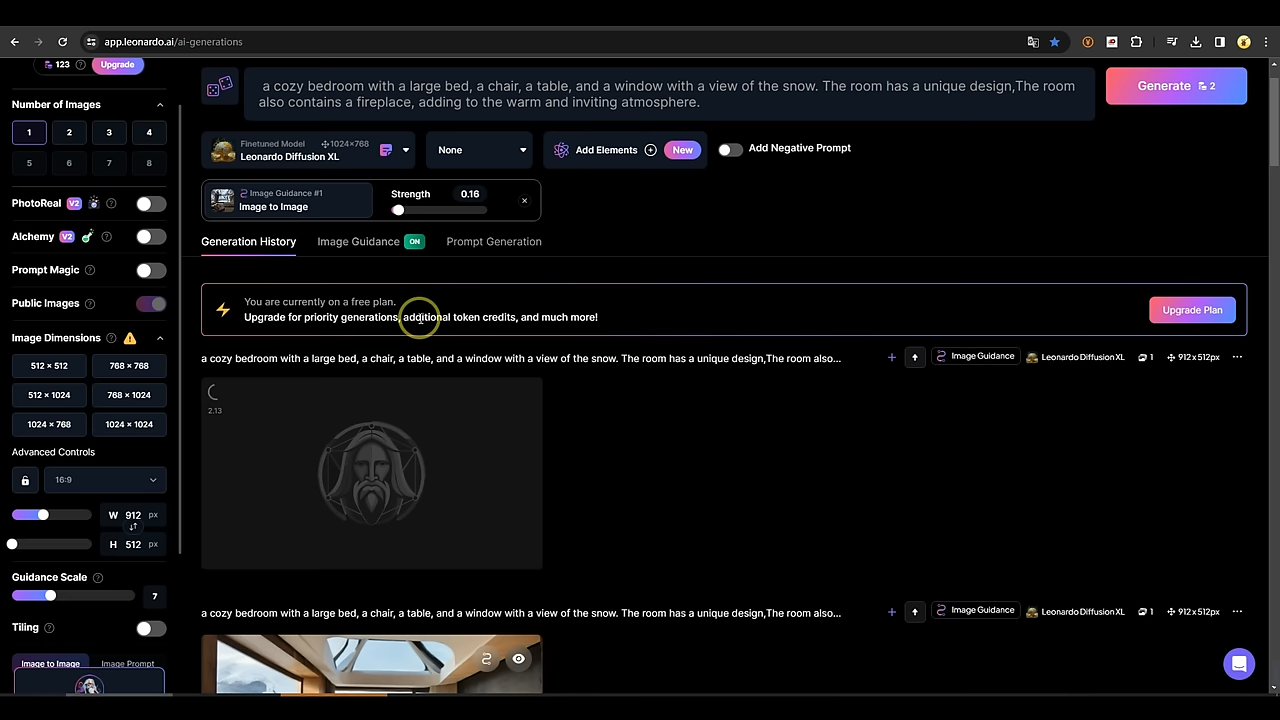 app.leonardo.ai/ai-generations
123 Upgrade
a cozy bedroom with a large bed, a chair, a table, and a window with a view of the snow. The room has a unique design,The room
also contains a fireplace, adding to the warm and inviting atmosphere.
Generate 2
Number of Images
1 2 3 4
5 6 7 8
Finetuned Model 1024×768
Leonardo Diffusion XL
None
Add Elements New
Add Negative Prompt
Image Guidance #1
Image to Image
Strength 0.16
PhotoReal V2
Alchemy V2
Prompt Magic
Public Images
Generation History Image Guidance ON Prompt Generation
You are currently on a free plan.
Upgrade for priority generations, additional token credits, and much more!
Upgrade Plan
Image Dimensions
512 × 512 768 × 768
512 × 1024 768 × 1024
1024 × 768 1024 × 1024
Advanced Controls
16:9
W 912 px
H 512 px
Guidance Scale
7
Tiling
Image to Image Image Prompt
a cozy bedroom with a large bed, a chair, a table, and a window with a view of the snow. The room has a unique design,The room also...
Image Guidance Leonardo Diffusion XL 1 912x512px
2.13
a cozy bedroom with a large bed, a chair, a table, and a window with a view of the snow. The room has a unique design,The room also...
Image Guidance Leonardo Diffusion XL 1 912x512px